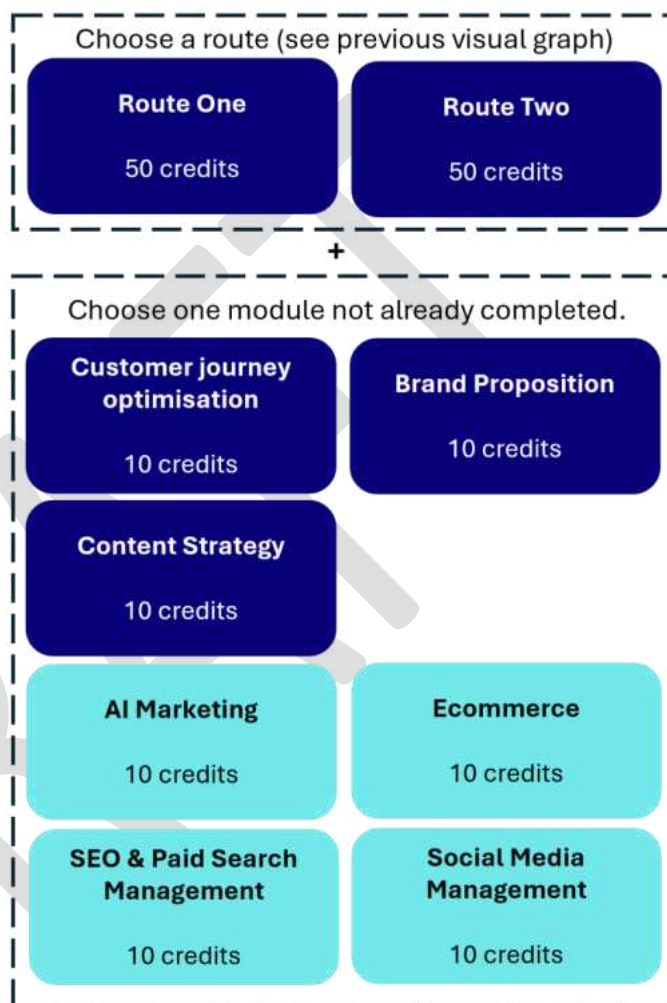 Choose a route (see previous visual graph)
Route One
50 credits
Route Two
50 credits
+
Choose one module not already completed.
Customer journey
optimisation
10 credits
Brand Proposition
10 credits
Content Strategy
10 credits
AI Marketing
10 credits
Ecommerce
10 credits
SEO & Paid Search
Management
10 credits
Social Media
Management
10 credits